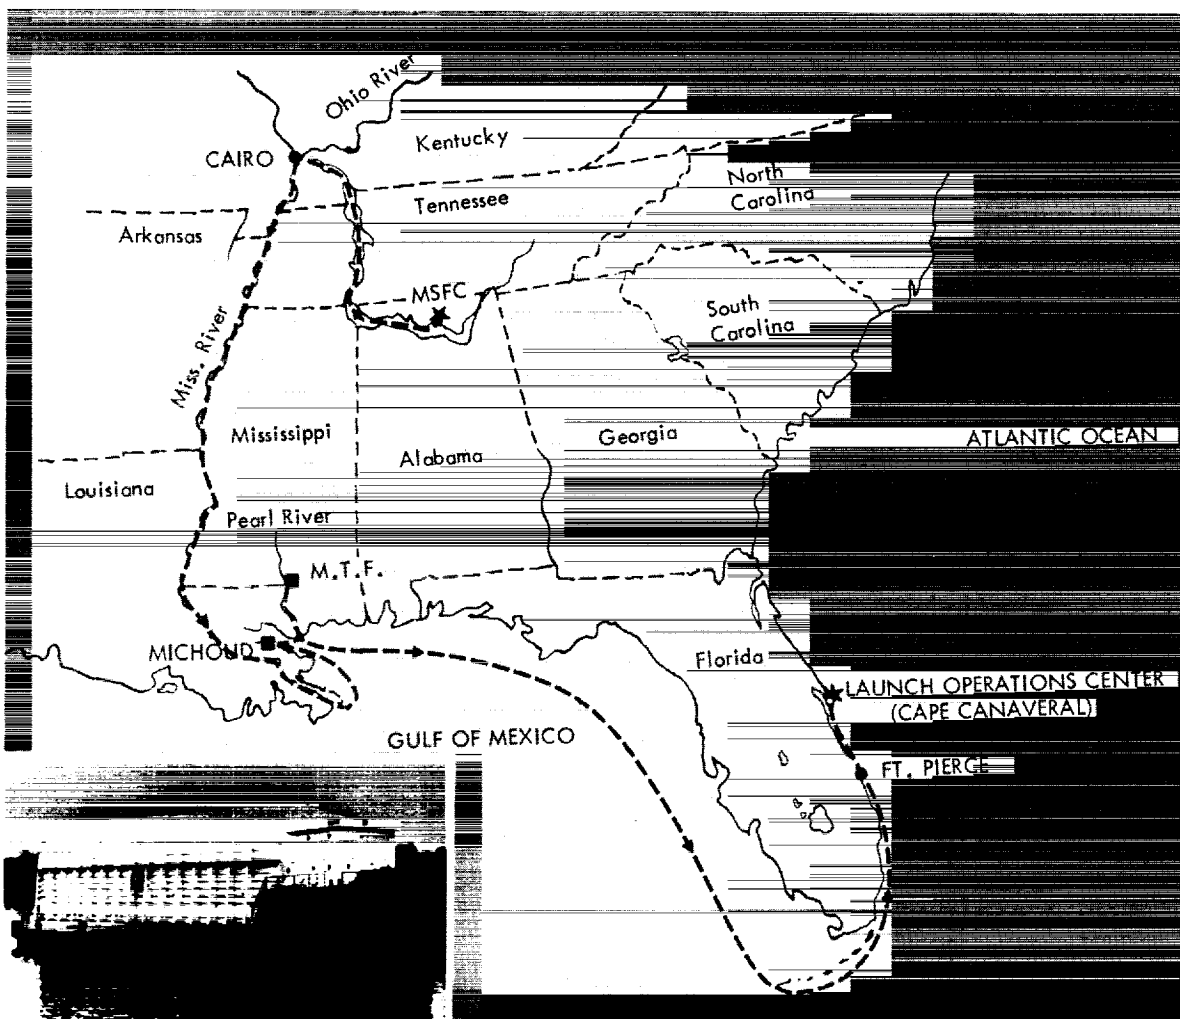 Ohio River
Kentucky
CAIRO
North
Carolina
Tennessee
Arkansas
MSFC
South
Carolina
Miss. River
Mississippi
Georgia
ATLANTIC OCEAN
Alabama
Louisiana
Pearl River
M.T.F.
MICHOUD
Florida
LAUNCH OPERATIONS CENTER
(CAPE CANAVERAL)
GULF OF MEXICO
FT. PIERCE